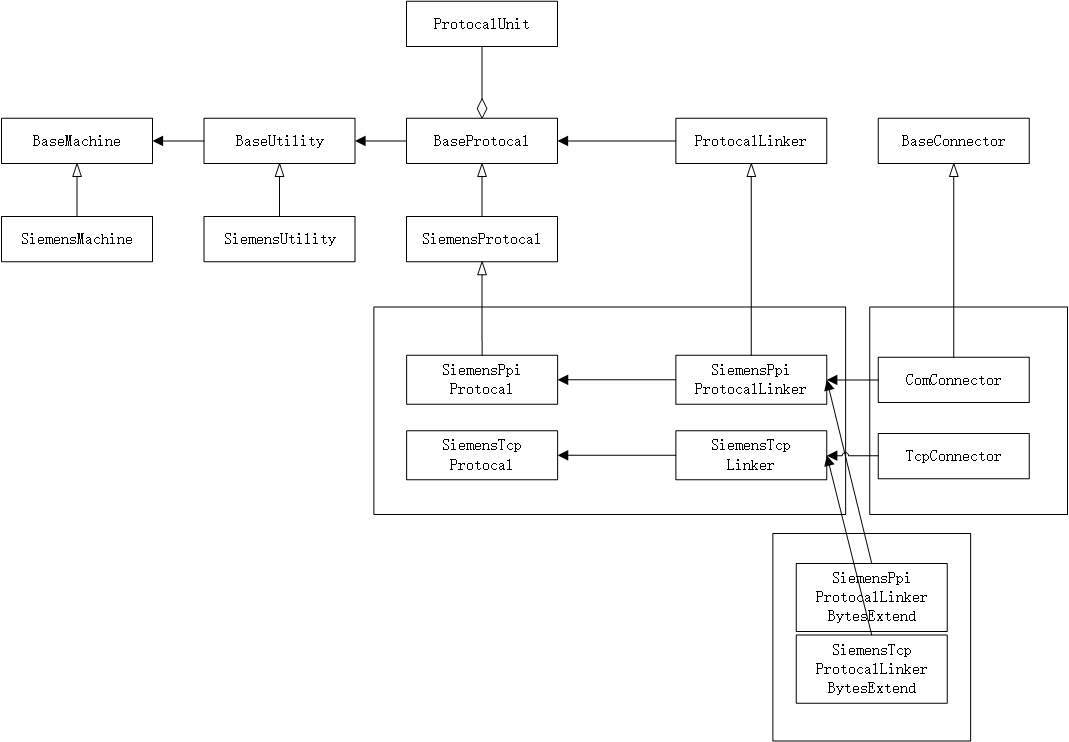 ProtocalUnit
BaseMachine
BaseUtility
BaseProtocal
ProtocalLinker
BaseConnector
SiemensMachine
SiemensUtility
SiemensProtocal
SiemensPpi
Protocal
SiemensPpi
ProtocalLinker
ComConnector
SiemensTcp
Protocal
SiemensTcp
Linker
TcpConnector
SiemensPpi
ProtocalLinker
BytesExtend
SiemensTcp
ProtocalLinker
BytesExtend